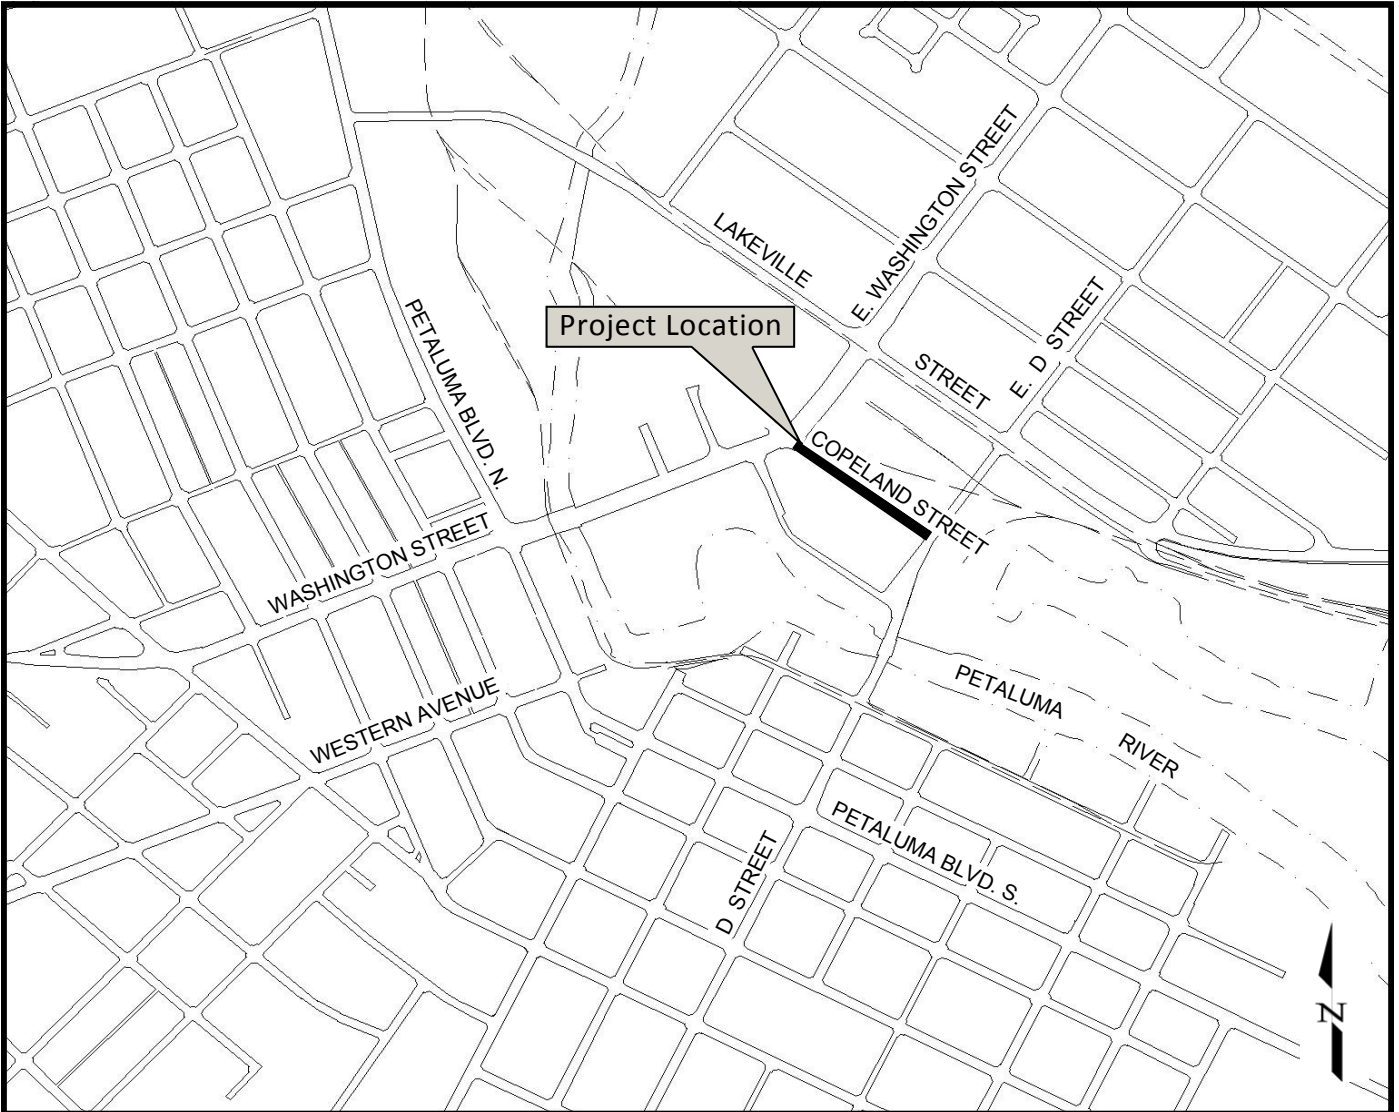 LAKEVILLE
E. WASHINGTON STREET
Project Location
PETALUMA BLVD. N.
STREET
E. D STREET
COPELAND STREET
WASHINGTON STREET
WESTERN AVENUE
PETALUMA
RIVER
PETALUMA BLVD. S.
D STREET
N